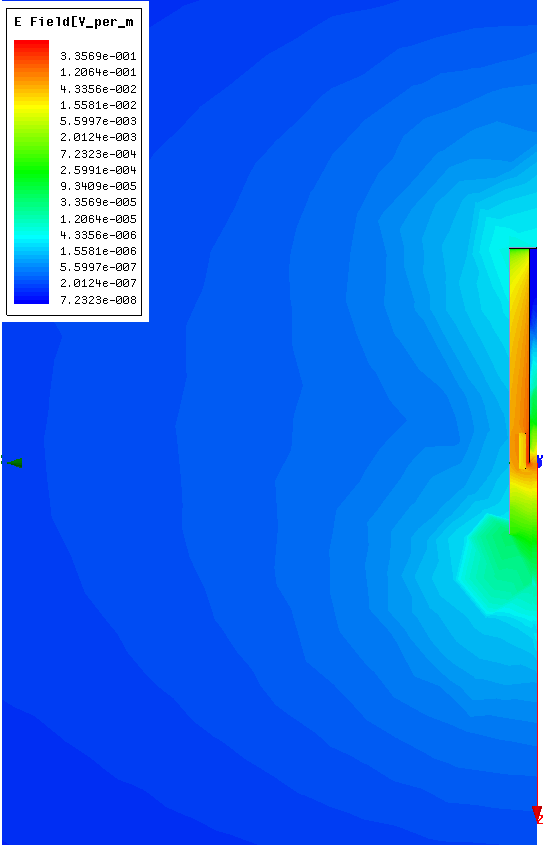 E Field[V_per_m
3.3569e-001
1.2064e-001
4.3356e-002
1.5581e-002
5.5997e-003
2.0124e-003
7.2323e-004
2.5991e-004
9.3409e-005
3.3569e-005
1.2064e-005
4.3356e-006
1.5581e-006
5.5997e-007
2.0124e-007
7.2323e-008
Z